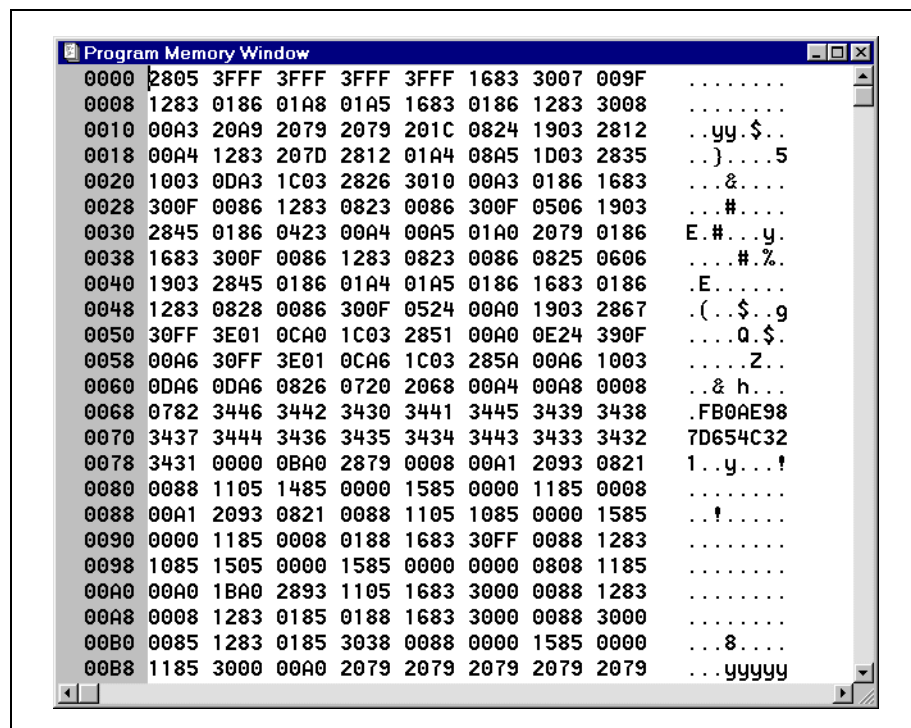 Program Memory Window
0000 2805 3FFF 3FFF 3FFF 3FFF 1683 3007 009F ........
0008 1283 0186 01A8 01A5 1683 0186 1283 3008 ........
0010 00A3 20A9 2079 2079 201C 0824 1903 2812 ..yy.$..
0018 00A4 1283 207D 2812 01A4 08A5 1D03 2835 ..}....5
0020 1003 0DA3 1C03 2826 3010 00A3 0186 1683 ...&....
0028 300F 0086 1283 0823 0086 300F 0506 1903 ...#....
0030 2845 0186 0423 00A4 00A5 01A0 2079 0186 E.#...y.
0038 1683 300F 0086 1283 0823 0086 0825 0606 ....#.%.
0040 1903 2845 0186 01A4 01A5 0186 1683 0186 .E......
0048 1283 0828 0086 300F 0524 00A0 1903 2867 .(..$..g
0050 30FF 3E01 0CA0 1C03 2851 00A0 0E24 390F ....Q.$.
0058 00A6 30FF 3E01 0CA6 1C03 285A 00A6 1003 .....Z..
0060 0DA6 0DA6 0826 0720 2068 00A4 00A8 0008 ..& h...
0068 0782 3446 3442 3430 3441 3445 3439 3438 .FB0AE98
0070 3437 3444 3436 3435 3434 3443 3433 3432 7D654C32
0078 3431 0000 0BA0 2879 0008 00A1 2093 0821 1..y...!
0080 0088 1105 1485 0000 1585 0000 1185 0008 ........
0088 00A1 2093 0821 0088 1105 1085 0000 1585 ..!.....
0090 0000 1185 0008 0188 1683 30FF 0088 1283 ........
0098 1085 1505 0000 1585 0000 0000 0808 1185 ........
00A0 00A0 1BA0 2893 1105 1683 3000 0088 1283 ........
00A8 0008 1283 0185 0188 1683 3000 0088 3000 ........
00B0 0085 1283 0185 3038 0088 0000 1585 0000 ...8....
00B8 1185 3000 00A0 2079 2079 2079 2079 2079 ...yyyyy